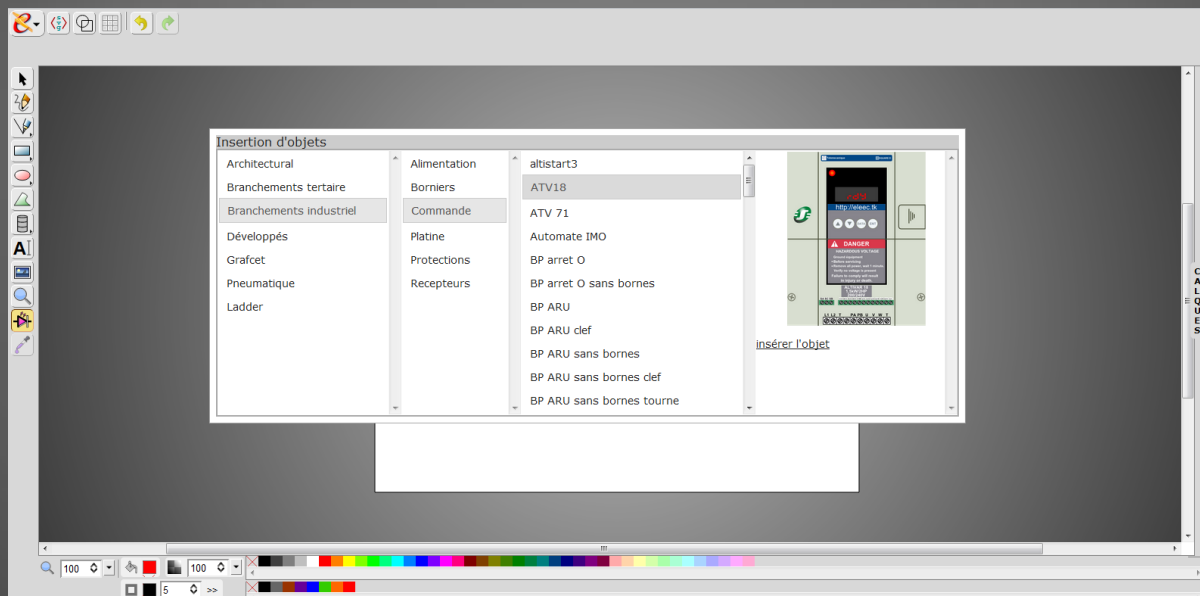 Insertion d'objets
Architectural
Branchements tertaire
Branchements industriel
Développés
Grafcet
Pneumatique
Ladder
Alimentation
Borniers
Commande
Platine
Protections
Recepteurs
altistart3
ATV18
ATV 71
Automate IMO
BP arret O
BP arret O sans bornes
BP ARU
BP ARU clef
BP ARU sans bornes
BP ARU sans bornes clef
BP ARU sans bornes tourne
http://eleec.tk
DANGER
HAZARDOUS VOLTAGE
insérer l'objet
A
CALQUES
100
100
5
>>